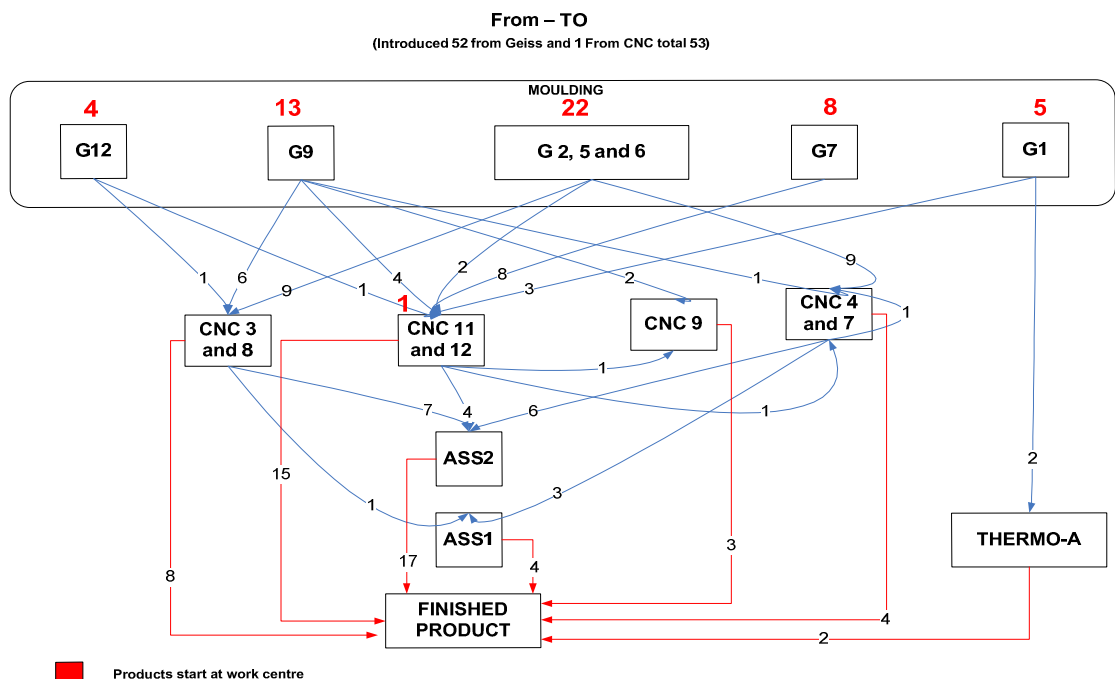 From – TO
(Introduced 52 from Geiss and 1 From CNC total 53)
MOULDING
4
13
22
8
5
G12
G9
G 2, 5 and 6
G7
G1
1
6
9
1
4
2
8
3
2
1
9
1
1
CNC 3
and 8
CNC 11
and 12
CNC 9
CNC 4
and 7
1
7
4
6
1
ASS2
15
1
3
2
ASS1
THERMO-A
17
4
3
8
FINISHED
PRODUCT
4
2
Products start at work centre